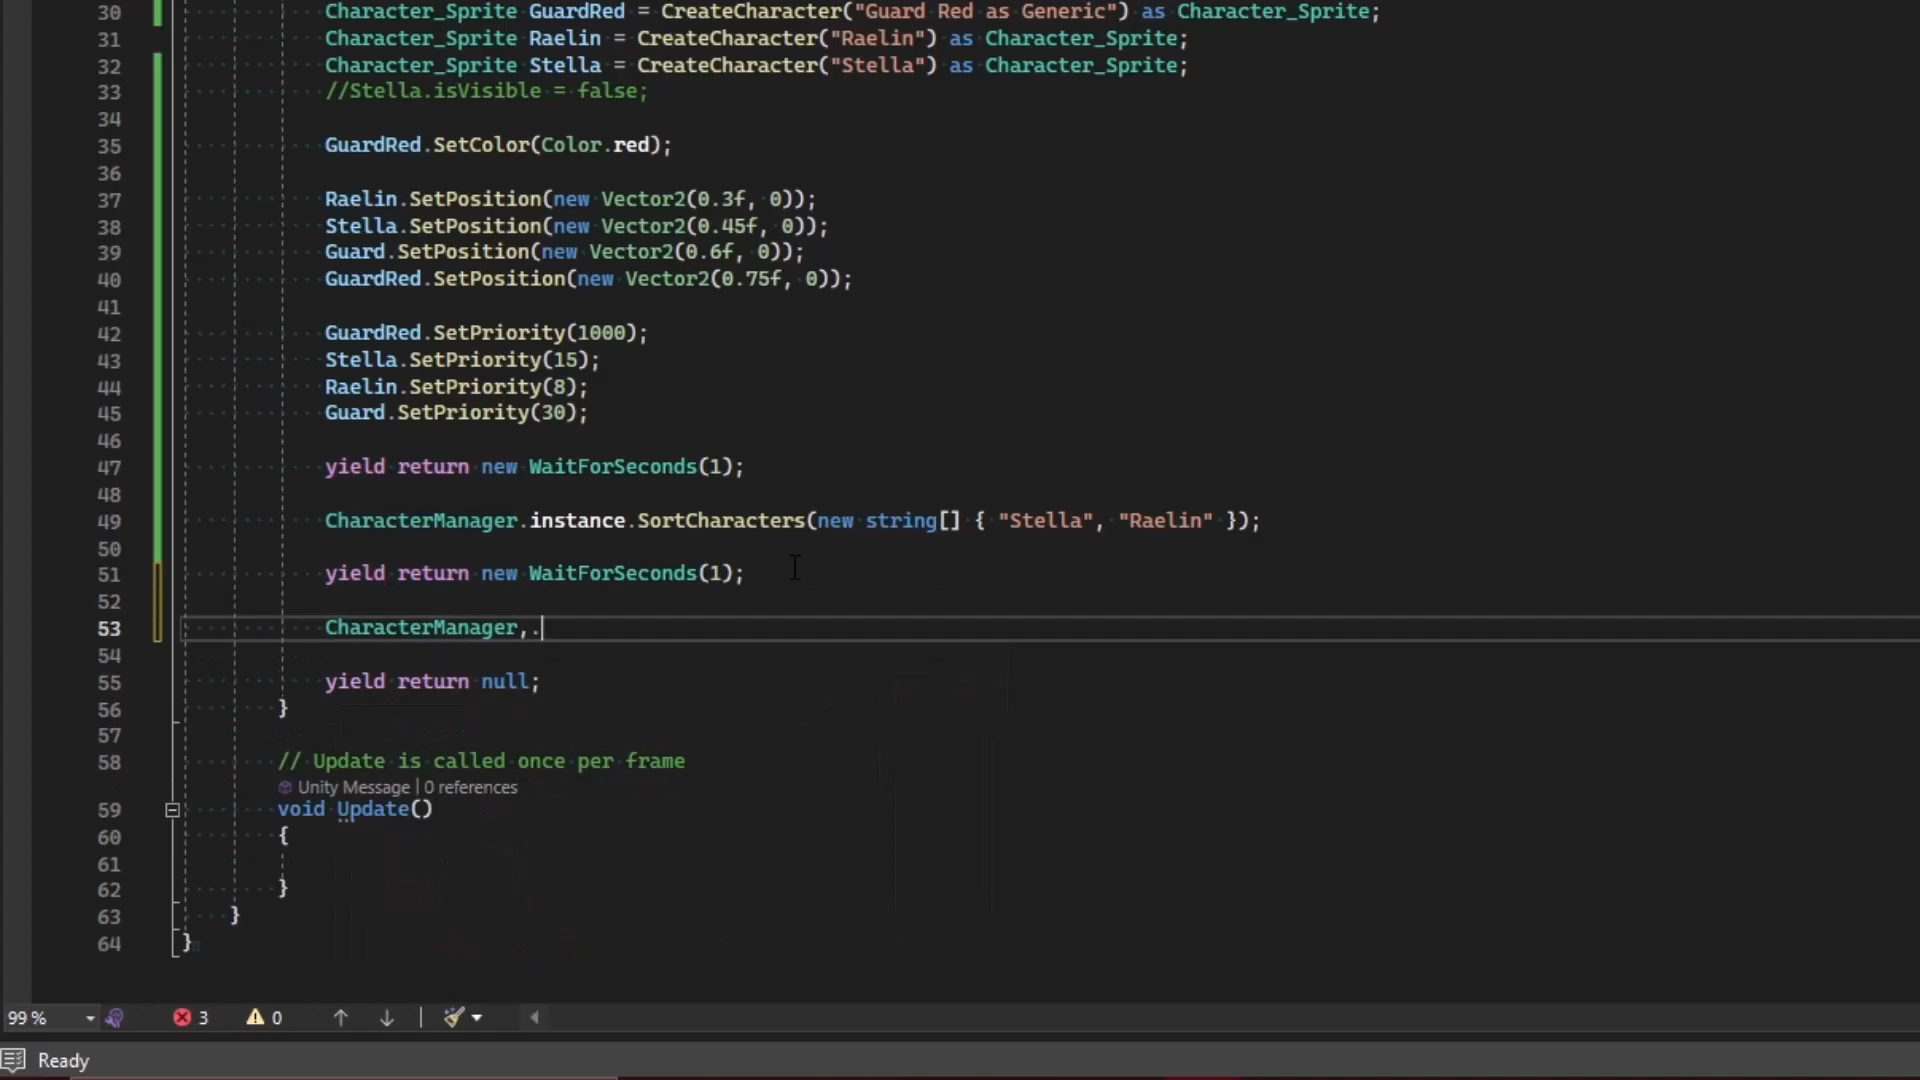 30 Character_Sprite GuardRed = CreateCharacter("Guard Red as Generic") as Character_Sprite;
31 Character_Sprite Raelin = CreateCharacter("Raelin") as Character_Sprite;
32 Character_Sprite Stella = CreateCharacter("Stella") as Character_Sprite;
33 //Stella.isVisible = false;
34
35 GuardRed.SetColor(Color.red);
36
37 Raelin.SetPosition(new Vector2(0.3f, 0));
38 Stella.SetPosition(new Vector2(0.45f, 0));
39 Guard.SetPosition(new Vector2(0.6f, 0));
40 GuardRed.SetPosition(new Vector2(0.75f, 0));
41
42 GuardRed.SetPriority(1000);
43 Stella.SetPriority(15);
44 Raelin.SetPriority(8);
45 Guard.SetPriority(30);
46
47 yield return new WaitForSeconds(1);
48
49 CharacterManager.instance.SortCharacters(new string[] { "Stella", "Raelin" });
50
51 yield return new WaitForSeconds(1);
52
53 CharacterManager,.
54
55 yield return null;
56 }
57
58 // Update is called once per frame
Unity Message | 0 references
59 void Update()
60 {
61
62 }
63 }
64 }
99 % 3 0
Ready